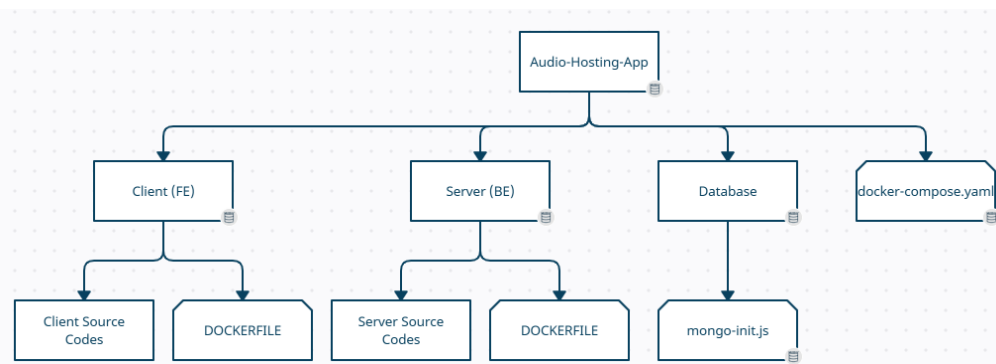 Audio-Hosting-App
Client (FE)
Server (BE)
Database
docker-compose.yaml
Client Source
Codes
DOCKERFILE
Server Source
Codes
DOCKERFILE
mongo-init.js